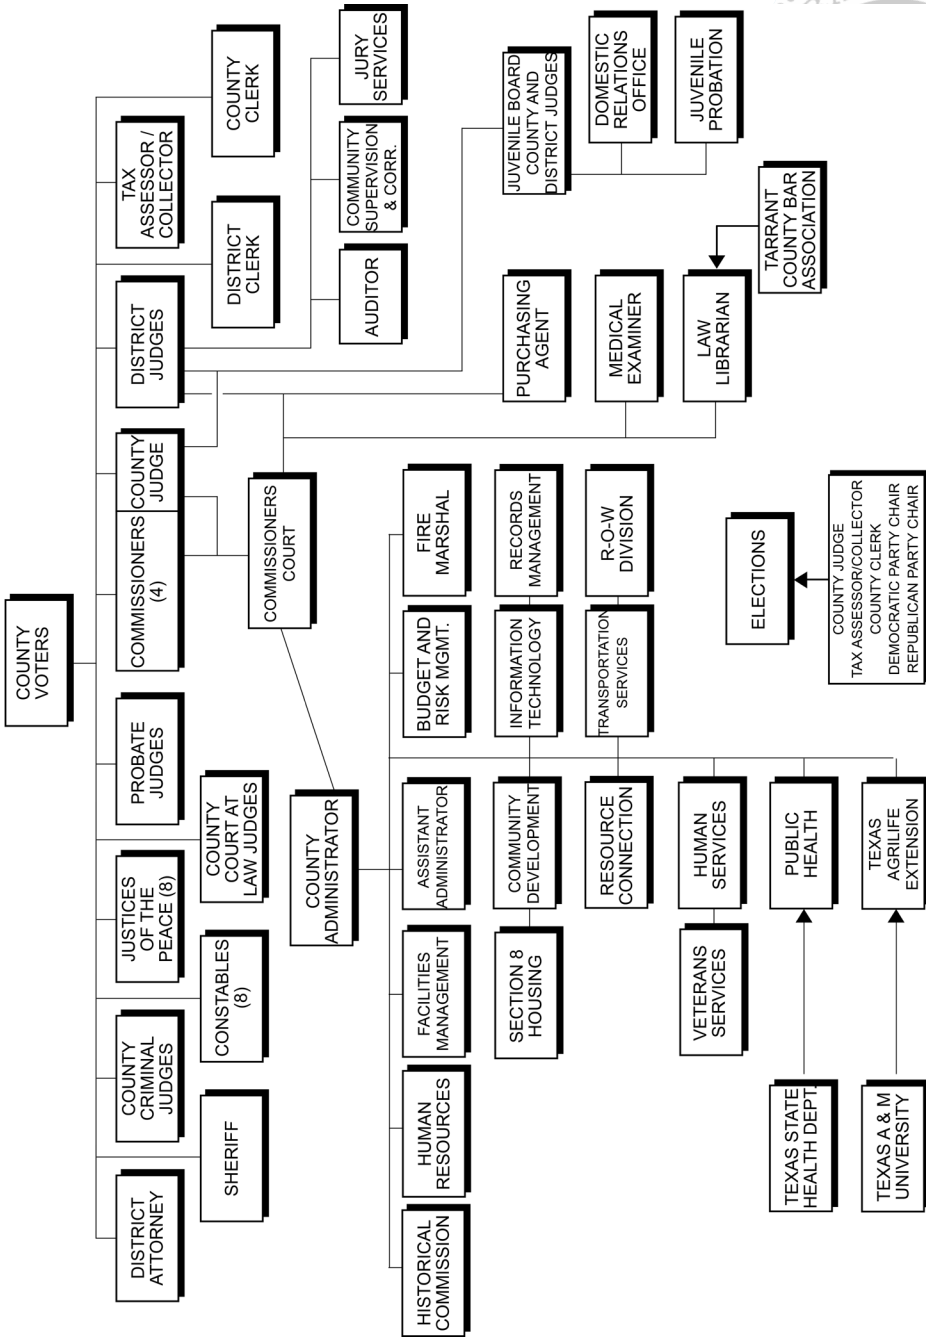 COUNTY
VOTERS
DISTRICT
ATTORNEY
COUNTY
CRIMINAL
JUDGES
JUSTICES
OF THE
PEACE (8)
PROBATE
JUDGES
COMMISSIONERS
(4)
COUNTY
JUDGE
DISTRICT
JUDGES
TAX
ASSESSOR /
COLLECTOR
SHERIFF
CONSTABLES
(8)
COUNTY
COURT AT
LAW JUDGES
DISTRICT
CLERK
COUNTY
CLERK
COUNTY
ADMINISTRATOR
COMMISSIONERS
COURT
AUDITOR
COMMUNITY
SUPERVISION
& CORR.
JURY
SERVICES
HISTORICAL
COMMISSION
HUMAN
RESOURCES
FACILITIES
MANAGEMENT
ASSISTANT
ADMINISTRATOR
BUDGET AND
RISK MGMT.
FIRE
MARSHAL
SECTION 8
HOUSING
COMMUNITY
DEVELOPMENT
INFORMATION
TECHNOLOGY
RECORDS
MANAGEMENT
PURCHASING
AGENT
JUVENILE BOARD
COUNTY AND
DISTRICT JUDGES
RESOURCE
CONNECTION
TRANSPORTATION
SERVICES
R-O-W
DIVISION
MEDICAL
EXAMINER
DOMESTIC
RELATIONS
OFFICE
VETERANS
SERVICES
HUMAN
SERVICES
LAW
LIBRARIAN
JUVENILE
PROBATION
ELECTIONS
TARRANT
COUNTY BAR
ASSOCIATION
TEXAS STATE
HEALTH DEPT.
PUBLIC
HEALTH
TEXAS A & M
UNIVERSITY
TEXAS
AGRILIFE
EXTENSION
COUNTY JUDGE
TAX ASSESSOR/COLLECTOR
COUNTY CLERK
DEMOCRATIC PARTY CHAIR
REPUBLICAN PARTY CHAIR